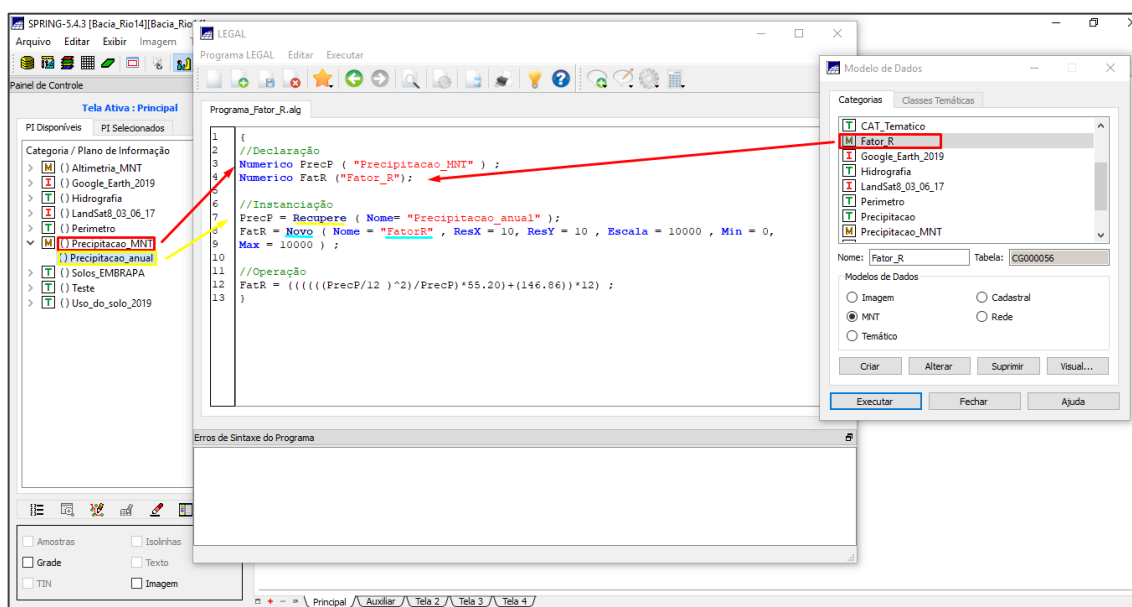 SPRING-5.4.3 [Bacia_Rio14][Bacia_Rio
Arquivo Editar Exibir Imagem
Painel de Controle
Tela Ativa : Principal
PI Disponíveis PI Selecionados
Categoria / Plano de Informação
M () Altimetria_MNT
I () Google_Earth_2019
T () Hidrografia
I () LandSat8_03_06_17
T () Perimetro
M () Precipitacao_MNT
() Precipitacao_anual
T () Solos_EMBRAPA
T () Teste
T () Uso_do_solo_2019
Amostras Isolinhas
Grade Texto
TIN Imagem
LEGAL
Programa LEGAL Editar Executar
Programa_Fator_R.alg
1 {
2 //Declaração
3 Numerico PrecP ( "Precipitacao_MNT" ) ;
4 Numerico FatR ("Fator_R");
5
6 //Instanciação
7 PrecP = Recupere ( Nome= "Precipitacao_anual" );
8 FatR = Novo ( Nome = "FatorR" , ResX = 10, ResY = 10 , Escala = 10000 , Min = 0,
9 Max = 10000 ) ;
10
11 //Operação
12 FatR = ((((((PrecP/12 )^2)/PrecP)*55.20)+(146.86))*12) ;
13 }
Erros de Sintaxe do Programa
Principal Auxiliar Tela 2 Tela 3 Tela 4
Modelo de Dados
Categorias Classes Temáticas
T CAT_Tematico
M Fator_R
I Google_Earth_2019
T Hidrografia
I LandSat8_03_06_17
T Perimetro
T Precipitacao
M Precipitacao_MNT
Nome: Fator_R Tabela: CG000056
Modelos de Dados
Imagem Cadastral
MNT Rede
Temático
Criar Alterar Suprimir Visual...
Executar Fechar Ajuda